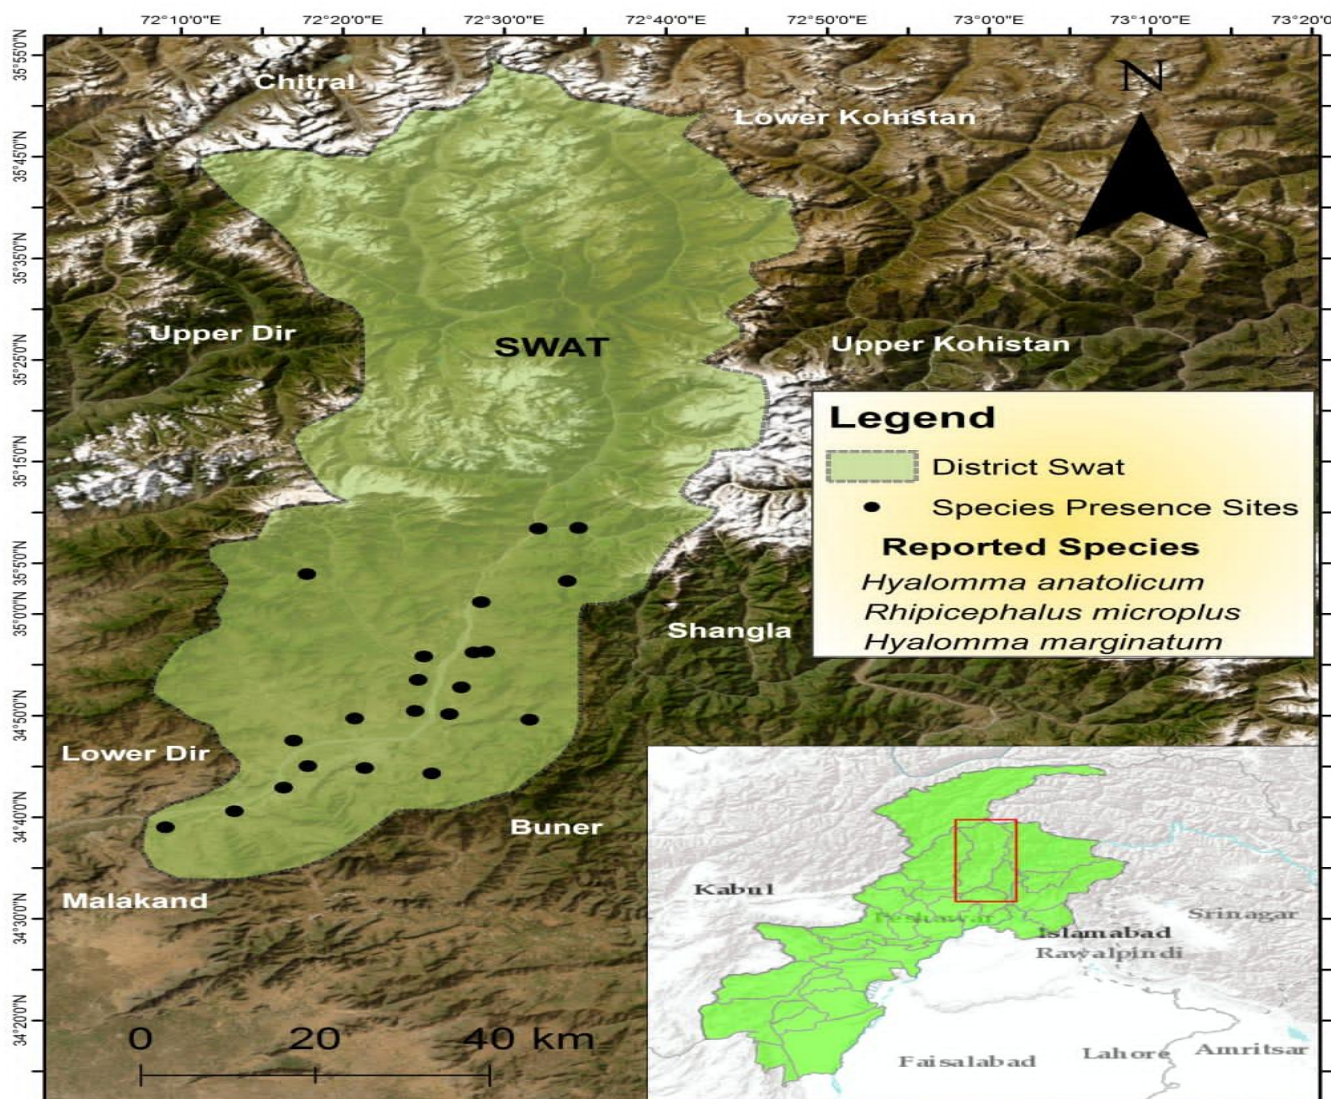 72°10'0"E 72°20'0"E 72°30'0"E 72°40'0"E 72°50'0"E 73°0'0"E 73°10'0"E 73°20'0"E
35°55'0"N
Chitral
N
Lower Kohistan
35°45'0"N
35°35'0"N
Upper Dir
SWAT
Upper Kohistan
35°25'0"N
Legend
35°15'0"N
District Swat
Species Presence Sites
Reported Species
35°5'0"N
Hyalomma anatolicum
35°0'0"N
Rhipicephalus microplus
Shangla
Hyalomma marginatum
34°50'0"N
Lower Dir
34°40'0"N
Buner
Malakand
Kabul
34°30'0"N
Peshawar
Srinagar
Islamabad
Rawalpindi
34°20'0"N
0 20 40 km
Faisalabad
Lahore
Amritsar